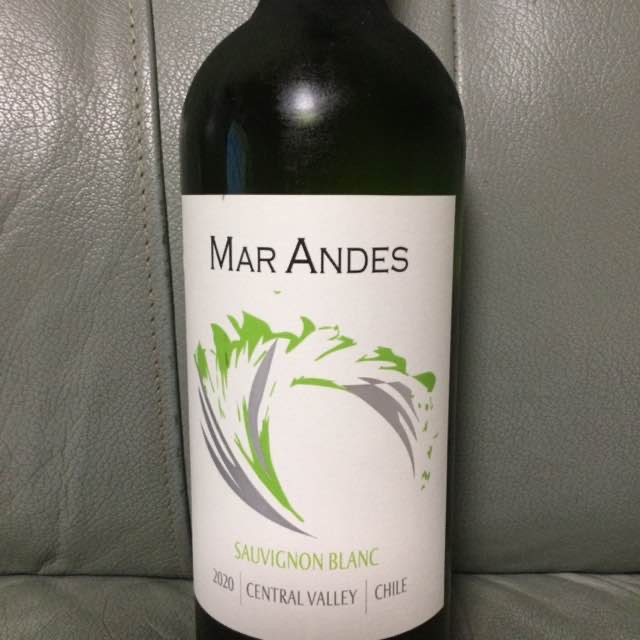 MAR ANDES
SAUVIGNON BLANC
2020 | CENTRAL VALLEY | CHILE